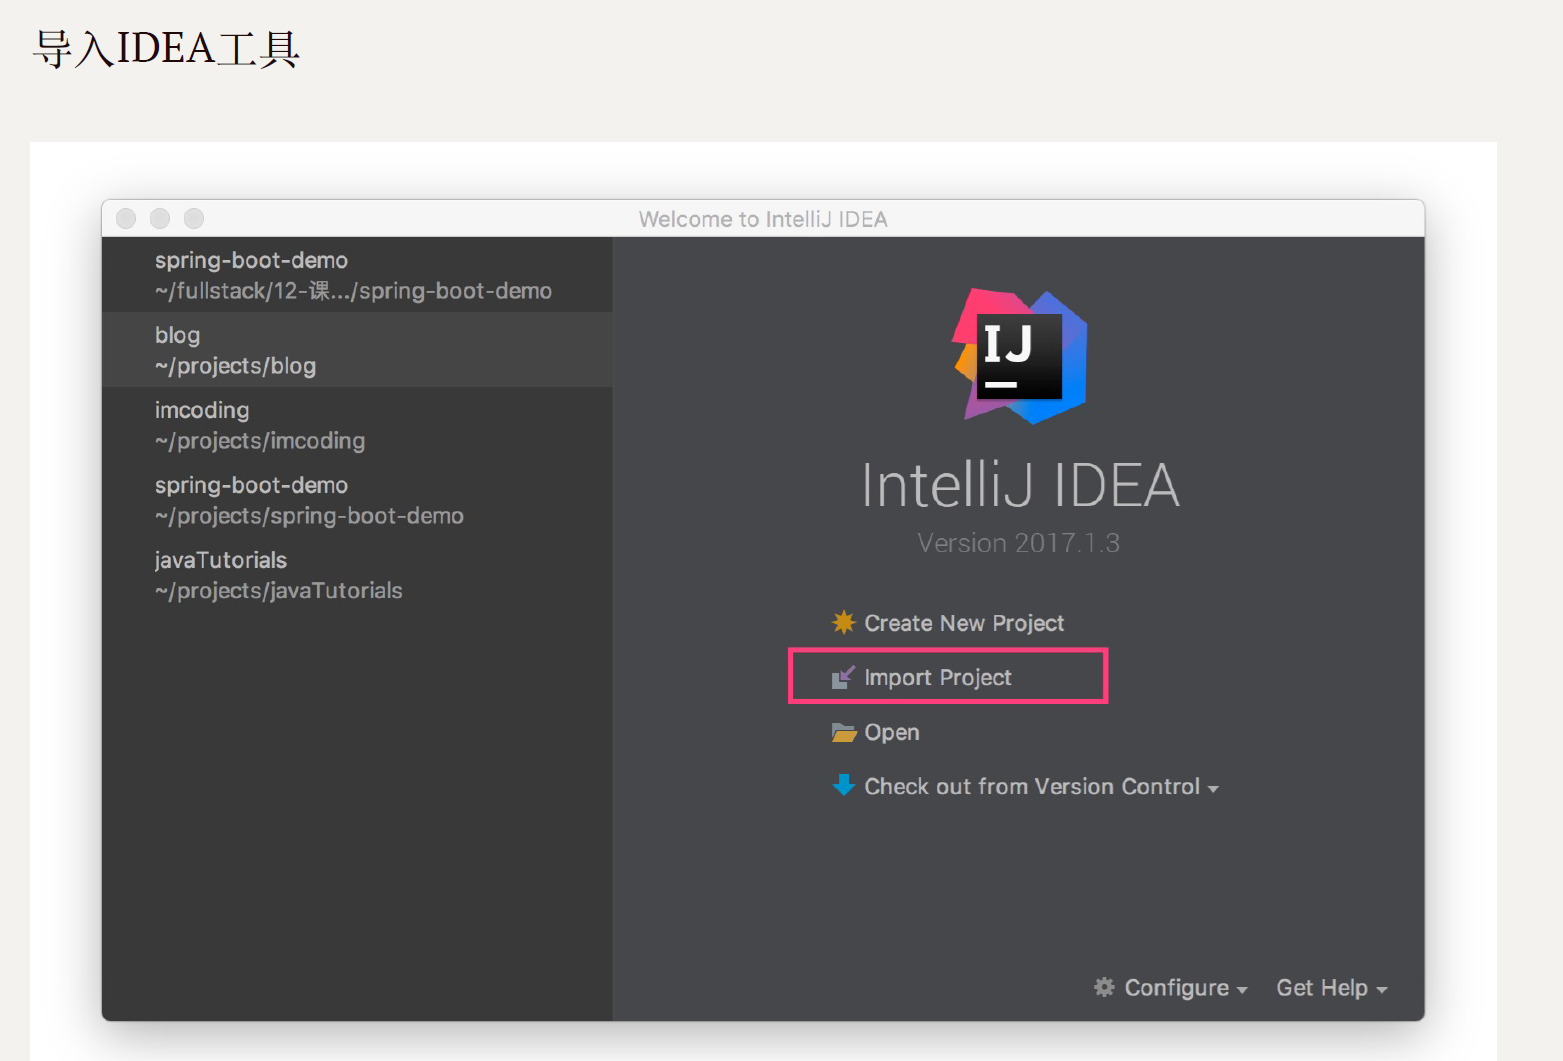 导入IDEA工具
Welcome to IntelliJ IDEA
spring-boot-demo
~/fullstack/12-课.../spring-boot-demo
blog
~/projects/blog
imcoding
~/projects/imcoding
spring-boot-demo
~/projects/spring-boot-demo
javaTutorials
~/projects/javaTutorials
IJ
IntelliJ IDEA
Version 2017.1.3
Create New Project
Import Project
Open
Check out from Version Control
Configure
Get Help